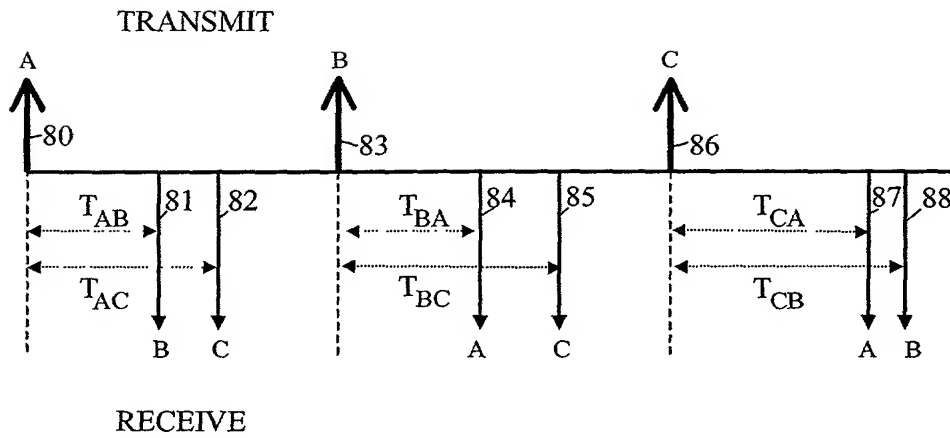 TRANSMIT
A B C
80 83 86
81 82 84 85 87 88
T_AB T_BA T_CA
T_AC T_BC T_CB
B C A C A B
RECEIVE